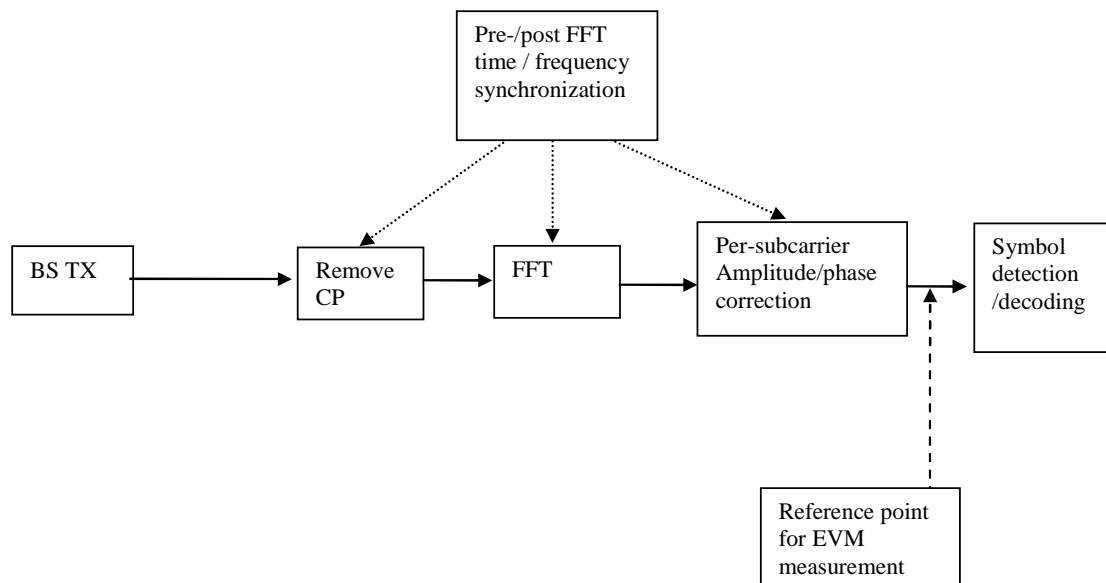 Pre-/post FFT
time / frequency
synchronization
BS TX
Remove
CP
FFT
Per-subcarrier
Amplitude/phase
correction
Symbol
detection
/decoding
Reference point
for EVM
measurement